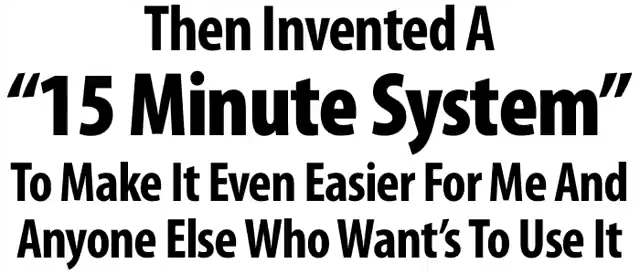 Then Invented A
“15 Minute System”
To Make It Even Easier For Me And
Anyone Else Who Want's To Use It